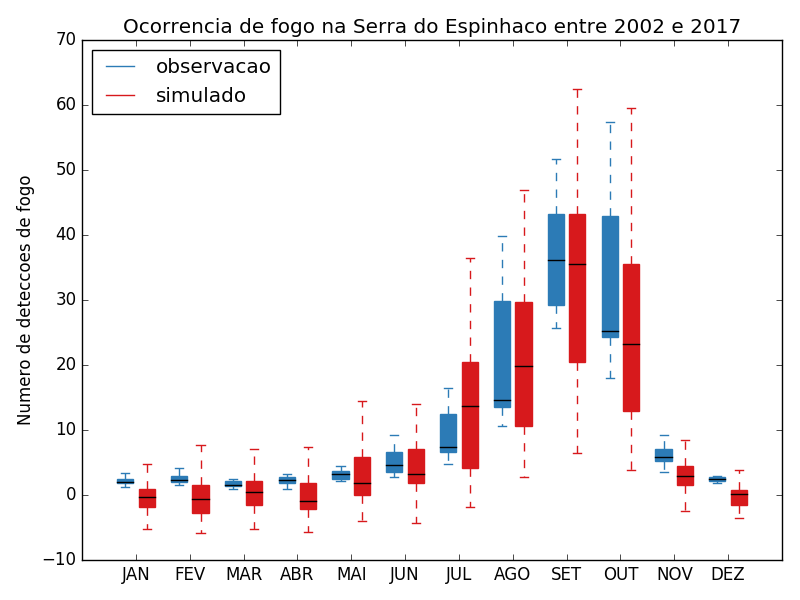 Ocorrencia de fogo na Serra do Espinhaco entre 2002 e 2017
observacao
simulado
Numero de deteccoes de fogo
70
60
50
40
30
20
10
0
−10
JAN FEV MAR ABR MAI JUN JUL AGO SET OUT NOV DEZ